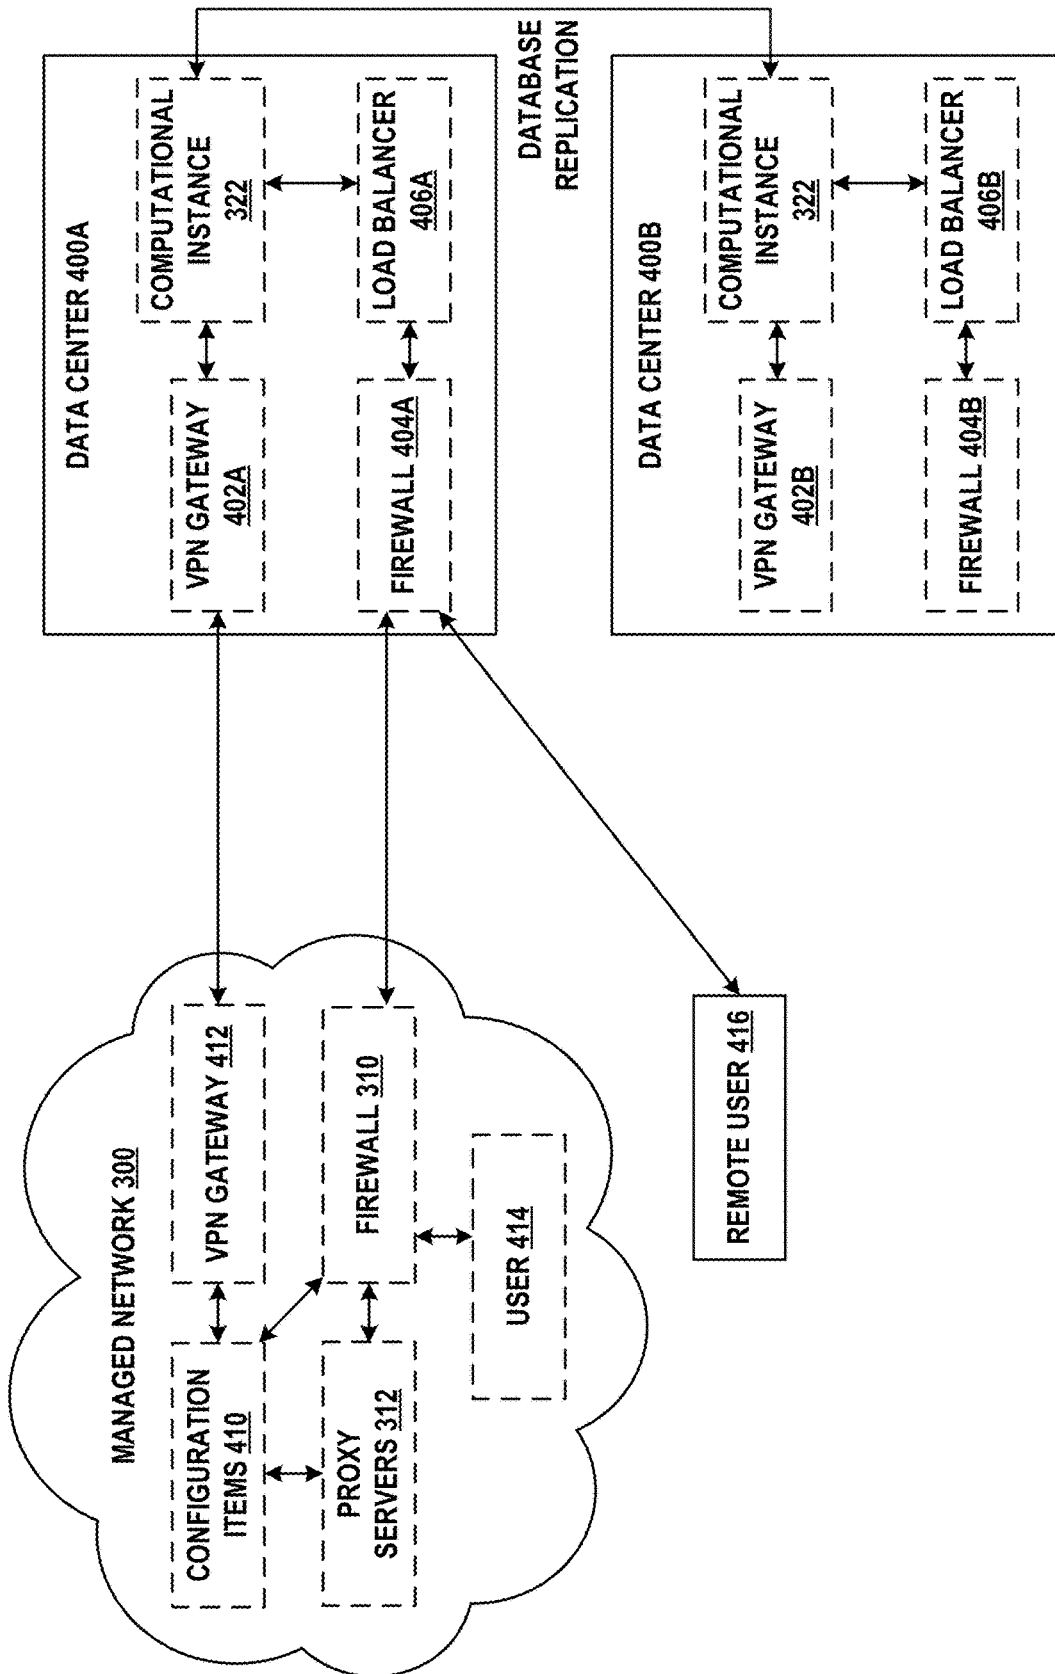 MANAGED NETWORK 300
CONFIGURATION
ITEMS 410
VPN GATEWAY 412
PROXY
SERVERS 312
FIREWALL 310
USER 414
REMOTE USER 416
DATA CENTER 400A
VPN GATEWAY
402A
COMPUTATIONAL
INSTANCE
322
FIREWALL 404A
LOAD BALANCER
406A
DATABASE
REPLICATION
DATA CENTER 400B
VPN GATEWAY
402B
COMPUTATIONAL
INSTANCE
322
FIREWALL 404B
LOAD BALANCER
406B